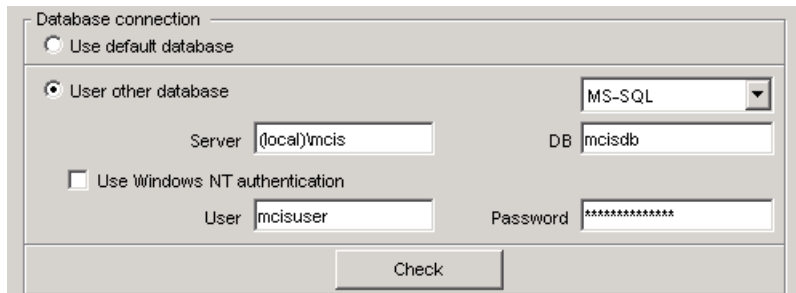 Database connection
Use default database
User other database MS-SQL
Server (local)\mcis DB mcisdb
Use Windows NT authentication
User mcisuser Password **************
Check